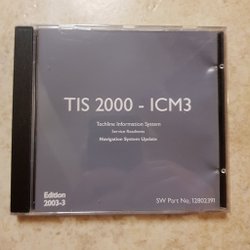 TIS 2000 - ICM3
Techline Information System
Service Readiness
Navigation System Update
Edition
2003-3
SW Part No, 12802391